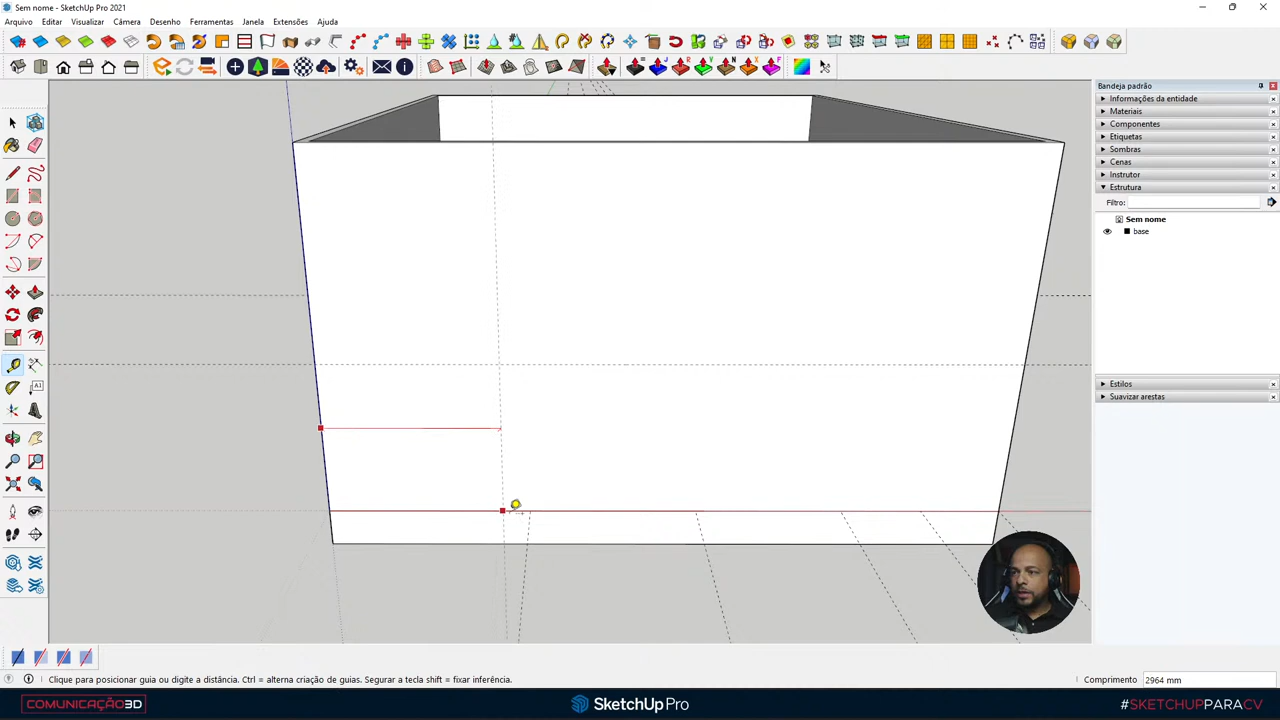 Sem nome - SketchUp Pro 2021
Arquivo Editar Visualizar Câmera Desenho Ferramentas Janela Extensões Ajuda
Bandeja padrão
Informações da entidade
Materiais
Componentes
Etiquetas
Sombras
Cenas
Instrutor
Estrutura
Filtro:
Sem nome
base
Estilos
Suavizar arestas
Clique para posicionar guia ou digite a distância. Ctrl = alterna criação de guias. Segurar a tecla shift = fixar inferência.
Comprimento 2964 mm
COMUNICAÇÃO3D
SketchUp Pro
#SKETCHUPPARACV